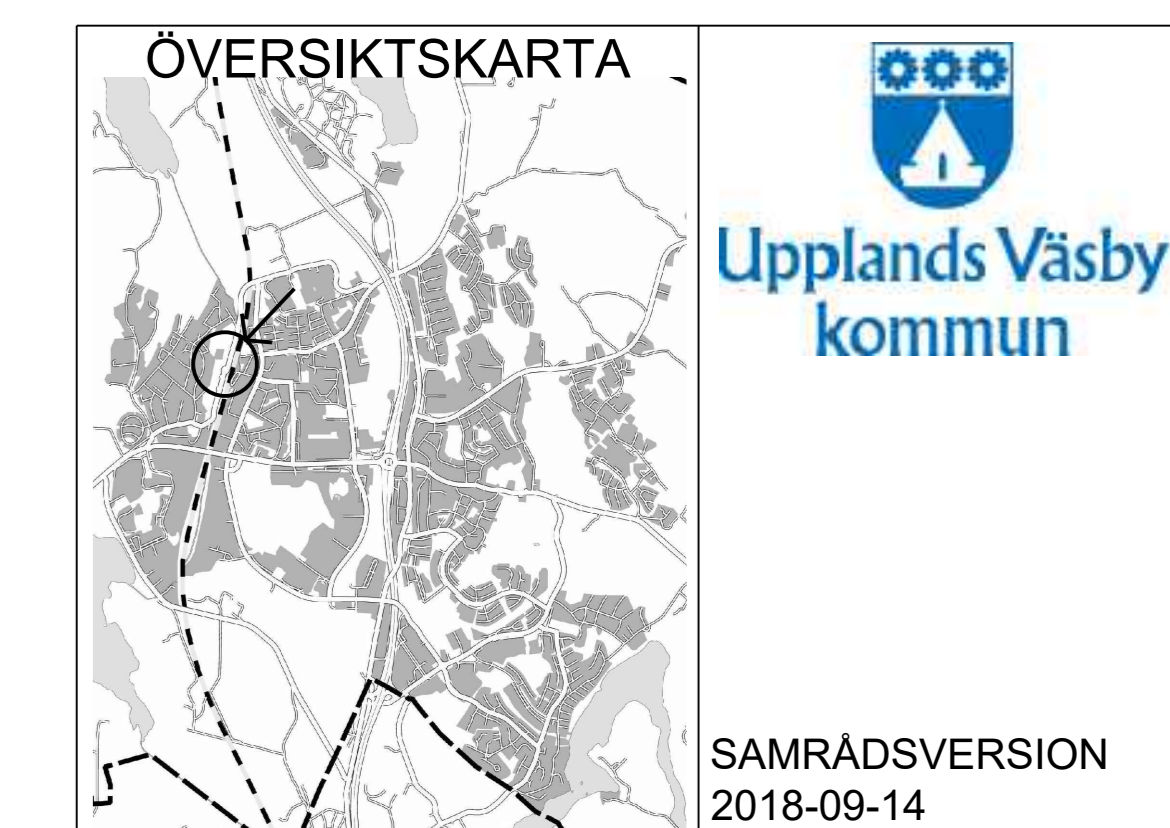 ÖVERSIKTSKARTA
Upplands Väsby
kommun
SAMRÅDSVERSION
2018-09-14